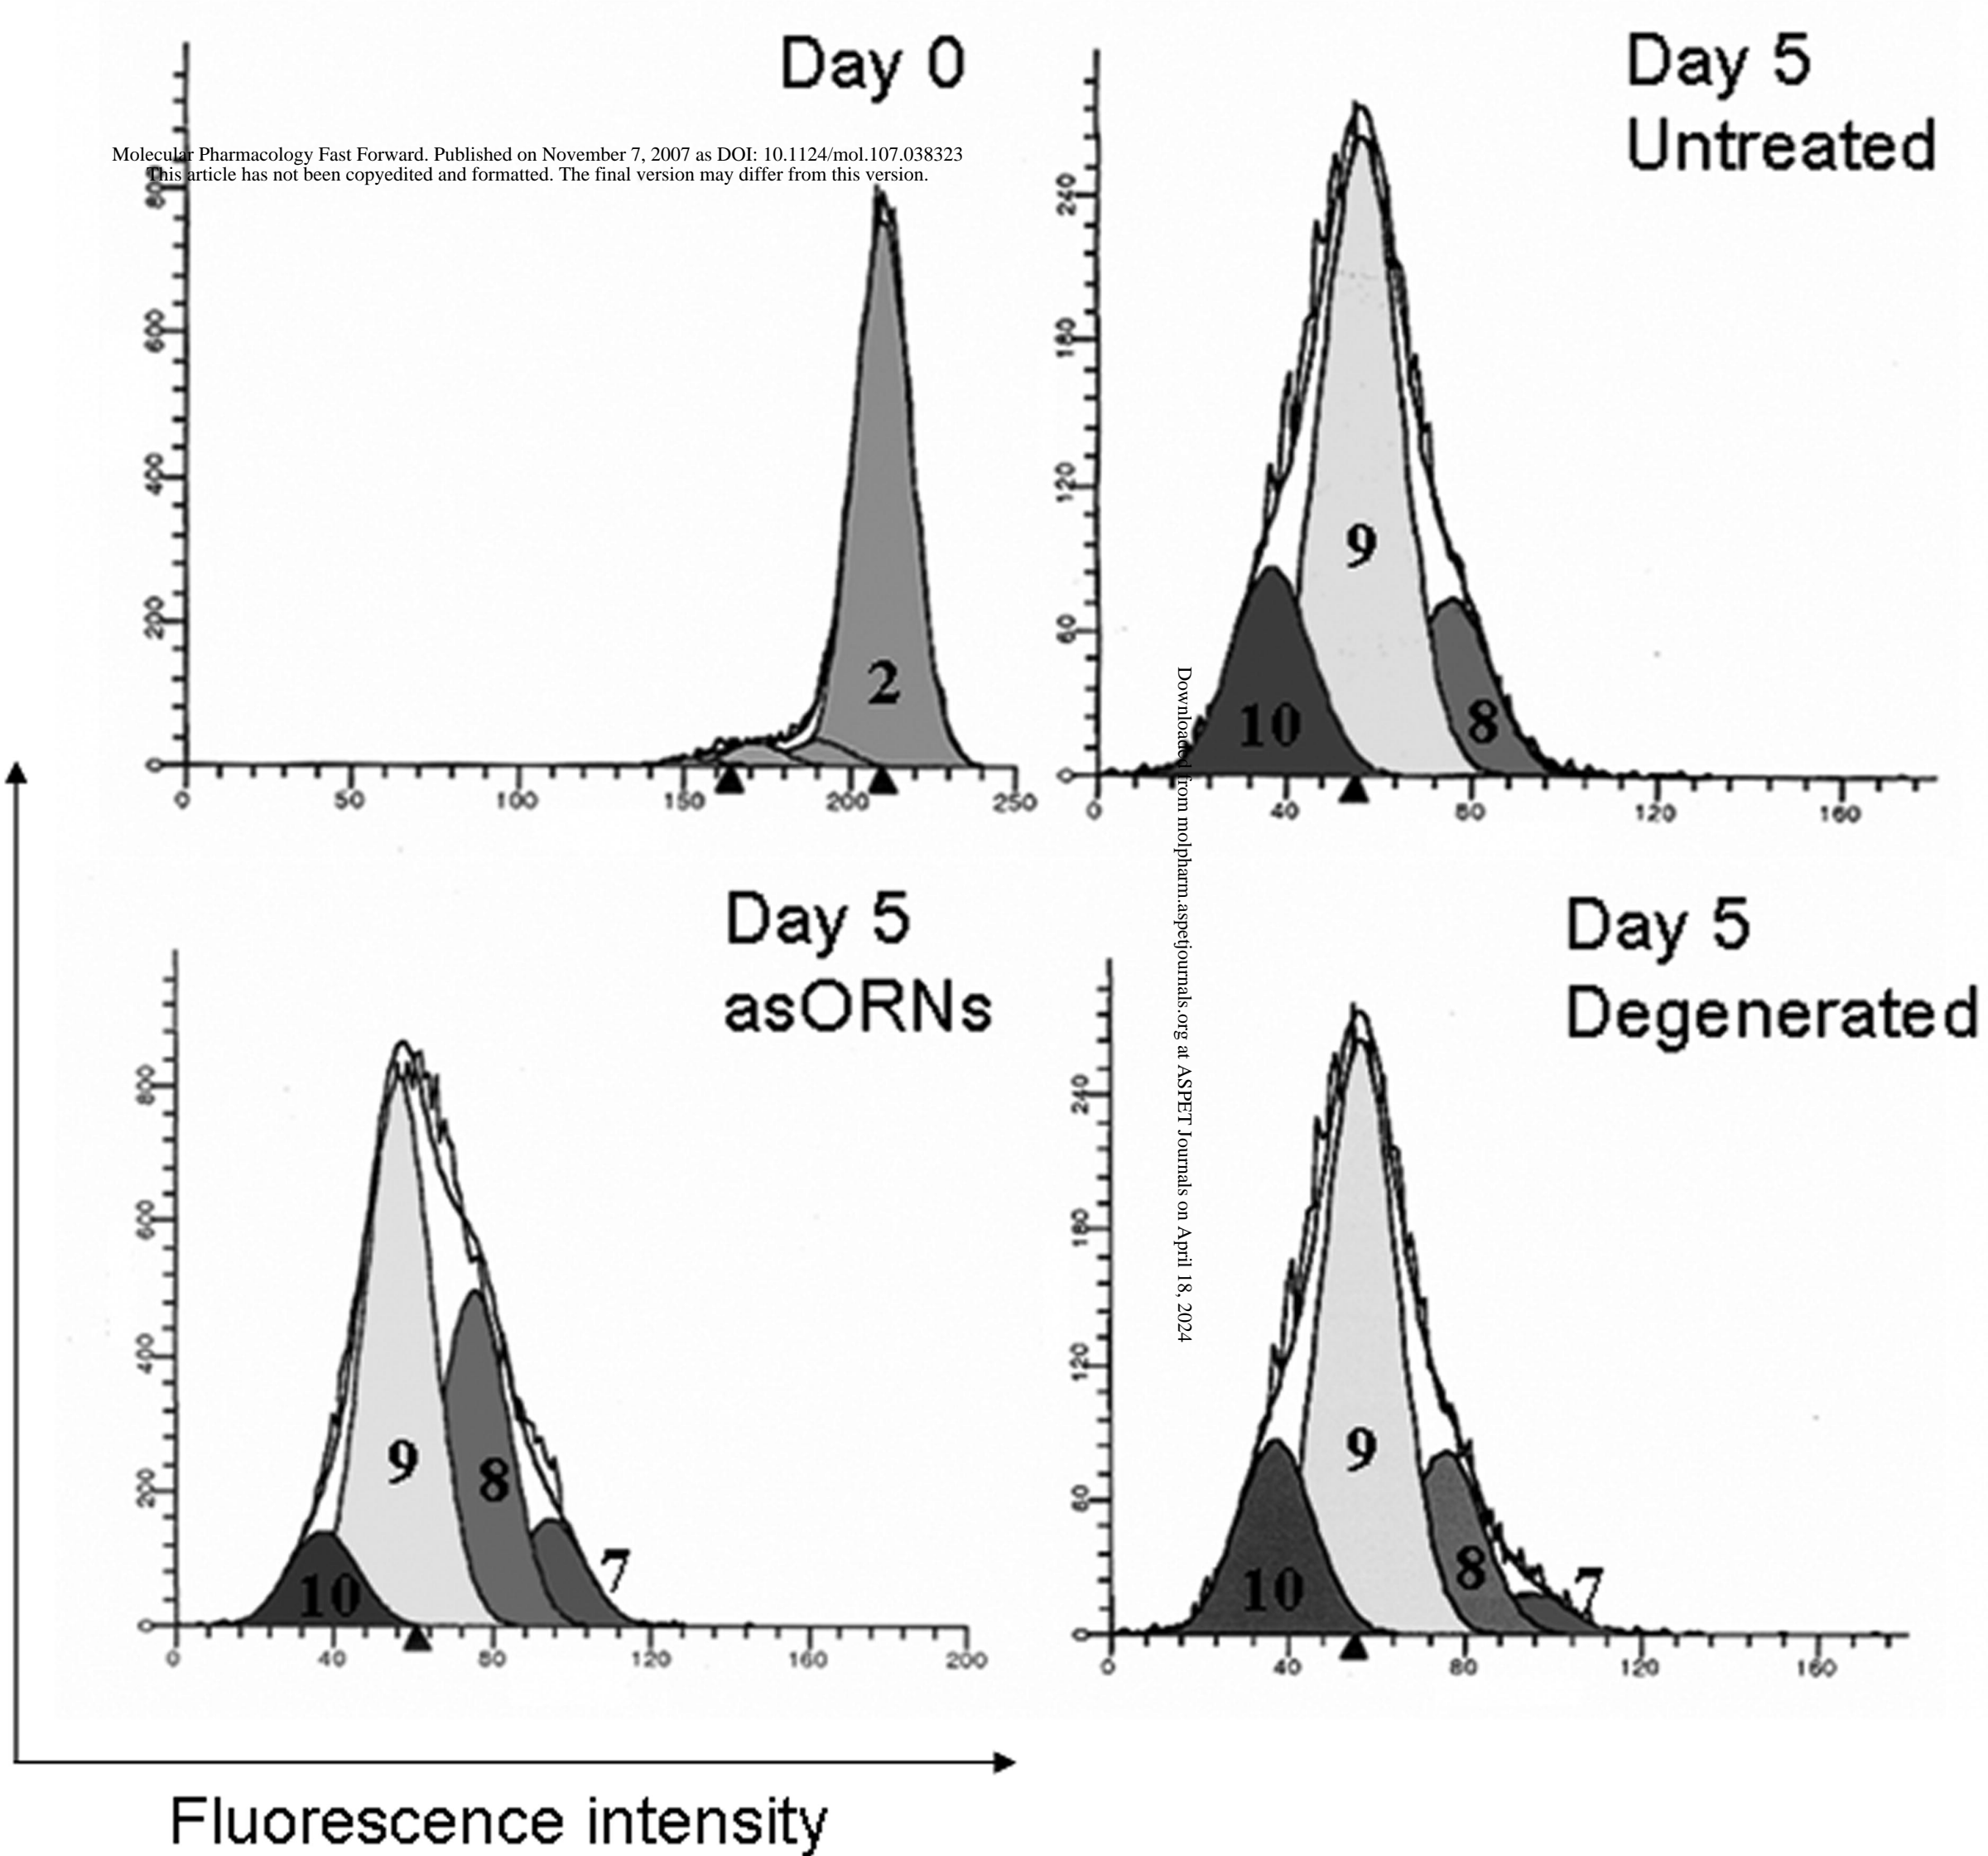 Day 0
Molecular Pharmacology Fast Forward. Published on November 7, 2007 as DOI: 10.1124/mol.107.038323
This article has not been copyedited and formatted. The final version may differ from this version.
800
600
400
200
0
2
0 50 100 150 200 250
Day 5
Untreated
240
180
120
60
0
10 9 8
0 40 80 120 160
Downloaded from molpharm.aspetjournals.org at ASPET Journals on April 18, 2024
Day 5
asORNs
800
600
400
200
0
10 9 8 7
0 40 80 120 160 200
Day 5
Degenerated
240
180
120
60
0
10 9 8 7
0 40 80 120 160
Fluorescence intensity